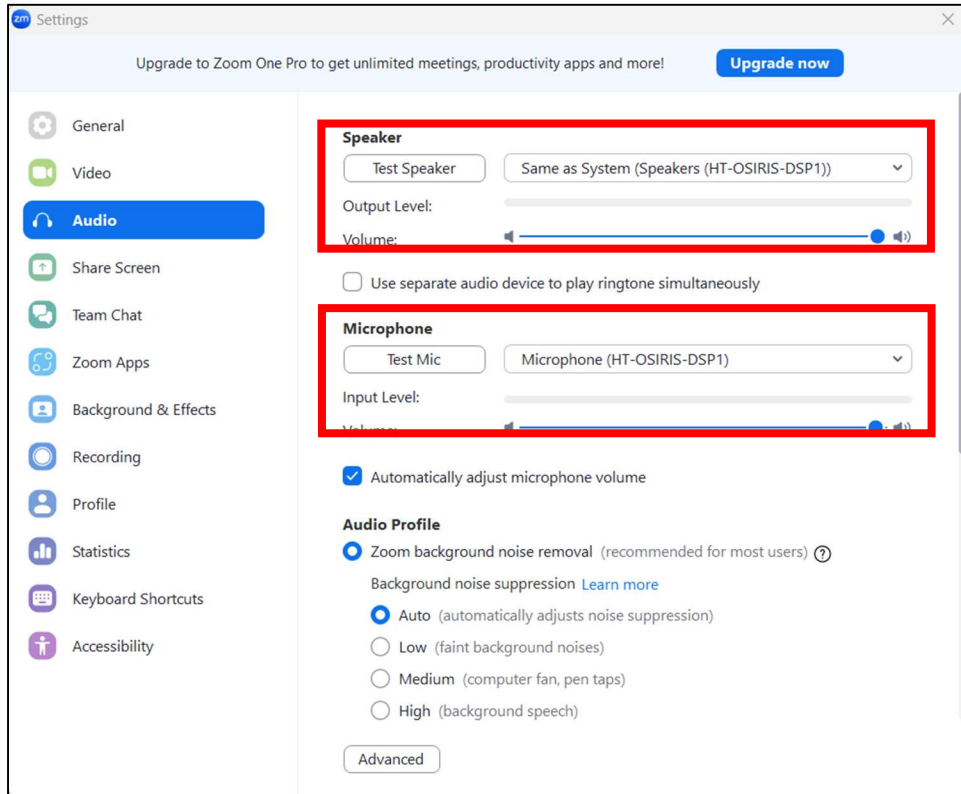 zm Settings
Upgrade to Zoom One Pro to get unlimited meetings, productivity apps and more! Upgrade now
General
Video
Audio
Share Screen
Team Chat
Zoom Apps
Background & Effects
Recording
Profile
Statistics
Keyboard Shortcuts
Accessibility
Speaker
Test Speaker Same as System (Speakers (HT-OSIRIS-DSP1))
Output Level:
Volume:
Use separate audio device to play ringtone simultaneously
Microphone
Test Mic Microphone (HT-OSIRIS-DSP1)
Input Level:
Volume:
Automatically adjust microphone volume
Audio Profile
Zoom background noise removal (recommended for most users) ?
Background noise suppression Learn more
Auto (automatically adjusts noise suppression)
Low (faint background noises)
Medium (computer fan, pen taps)
High (background speech)
Advanced